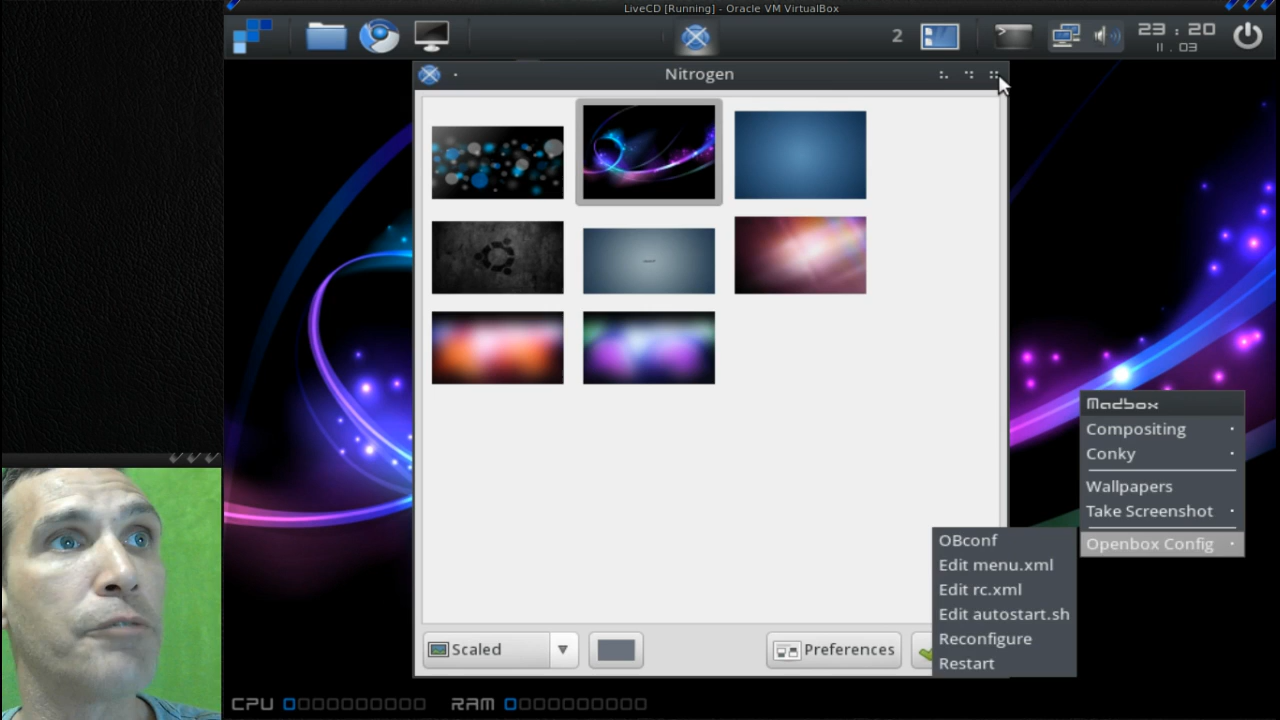 LiveCD [Running] - Oracle VM VirtualBox
2
23 : 20
11 . 03
Nitrogen
Madbox
Compositing
Conky
Wallpapers
Take Screenshot
Openbox Config
OBconf
Edit menu.xml
Edit rc.xml
Edit autostart.sh
Reconfigure
Restart
Scaled
Preferences
CPU
RAM